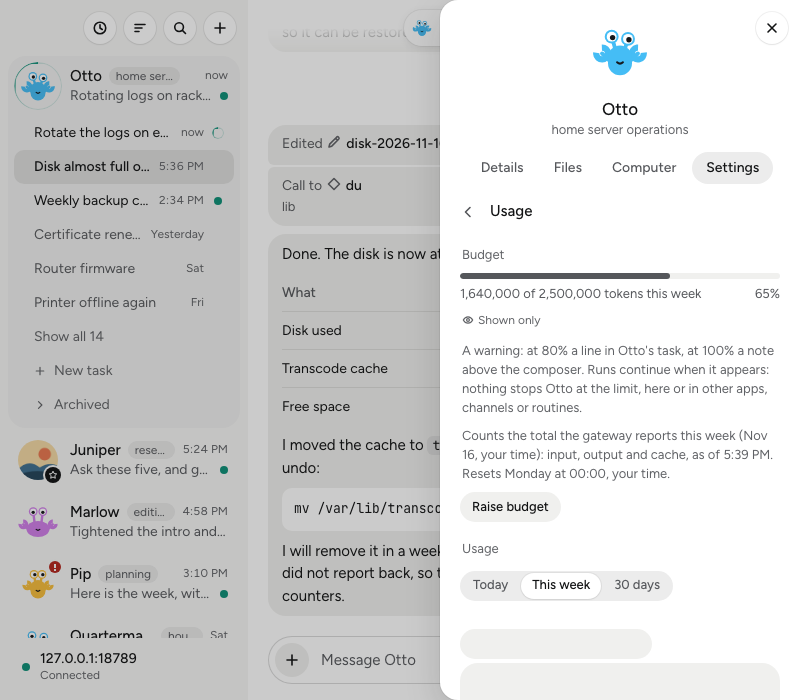 Otto home ser... now
Rotating logs on rack...
Rotate the logs on e... now
Disk almost full o... 5:36 PM
Weekly backup c... 2:34 PM
Certificate rene... Yesterday
Router firmware Sat
Printer offline again Fri
Show all 14
New task
Archived
Juniper rese... 5:24 PM
Ask these five, and g...
Marlow editi... 4:58 PM
Tightened the intro and...
Pip planning 3:10 PM
Here is the week, wit...
Quarterma hou Sat
127.0.0.1:18789
Connected
so it can be restor
Edited disk-2026-11-1
Call to du
lib
Done. The disk is now at
What
Disk used
Transcode cache
Free space
I moved the cache to
undo:
mv /var/lib/transco
I will remove it in a week
did not report back, so t
counters.
Message Otto
Otto
home server operations
Details Files Computer Settings
Usage
Budget
1,640,000 of 2,500,000 tokens this week 65%
Shown only
A warning: at 80% a line in Otto's task, at 100% a note
above the composer. Runs continue when it appears:
nothing stops Otto at the limit, here or in other apps,
channels or routines.
Counts the total the gateway reports this week (Nov
16, your time): input, output and cache, as of 5:39 PM.
Resets Monday at 00:00, your time.
Raise budget
Usage
Today This week 30 days